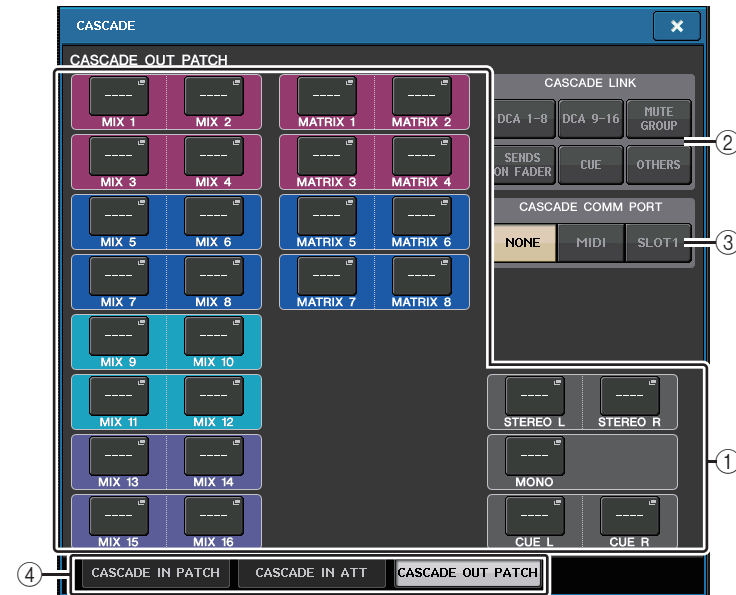 CASCADE
CASCADE OUT PATCH
---- ---- ---- ----
MIX 1 MIX 2 MATRIX 1 MATRIX 2
---- ---- ---- ----
MIX 3 MIX 4 MATRIX 3 MATRIX 4
---- ---- ---- ----
MIX 5 MIX 6 MATRIX 5 MATRIX 6
---- ---- ---- ----
MIX 7 MIX 8 MATRIX 7 MATRIX 8
---- ----
MIX 9 MIX 10
---- ----
MIX 11 MIX 12
---- ----
MIX 13 MIX 14
---- ----
MIX 15 MIX 16
CASCADE LINK
DCA 1-8 DCA 9-16 MUTE GROUP
SENDS ON FADER CUE OTHERS
②
CASCADE COMM PORT
NONE MIDI SLOT1
③
---- ----
STEREO L STEREO R
----
MONO
---- ----
CUE L CUE R
①
④
CASCADE IN PATCH CASCADE IN ATT CASCADE OUT PATCH